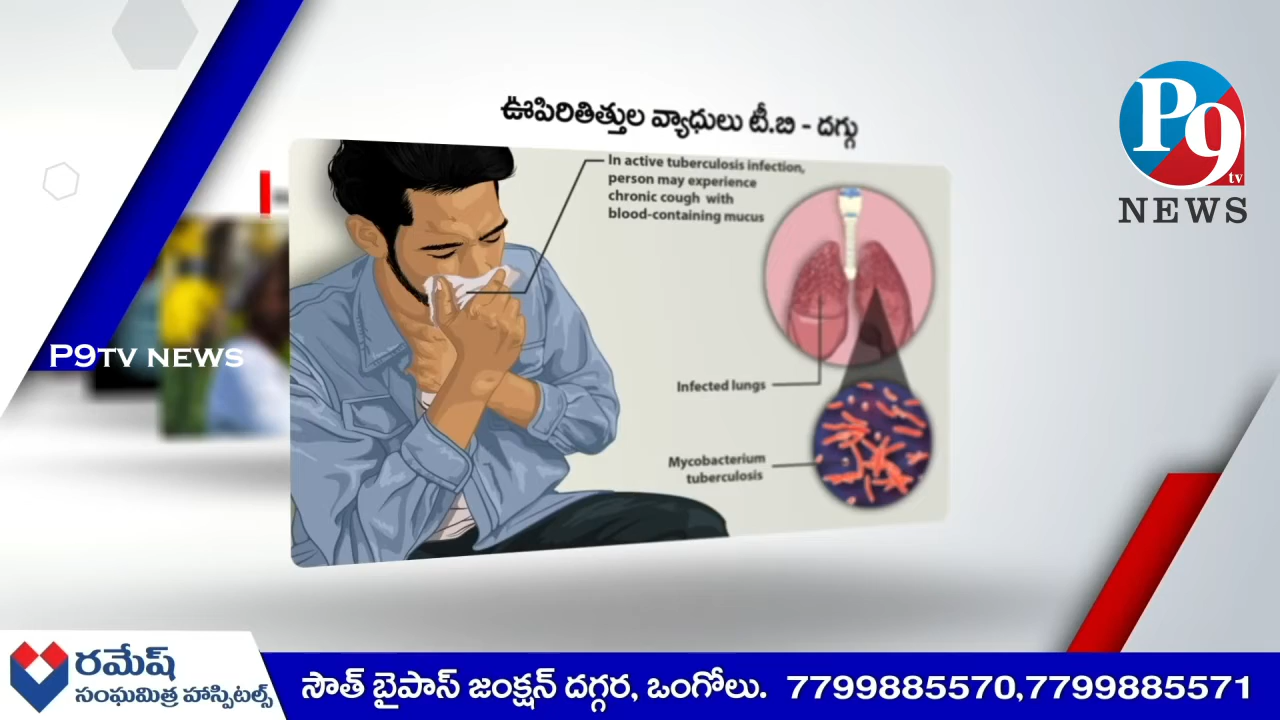 ఊపిరితిత్తుల వ్యాధులు టీ.బి - దగ్గు
In active tuberculosis infection,
person may experience
chronic cough with
blood-containing mucus
P9
tv
NEWS
P9TV NEWS
Infected lungs
Mycobacterium
tuberculosis
రమేష్
సంఘమిత్ర హాస్పిటల్స్
సౌత్ బైపాస్ జంక్షన్ దగ్గర, ఒంగోలు. 7799885570,7799885571